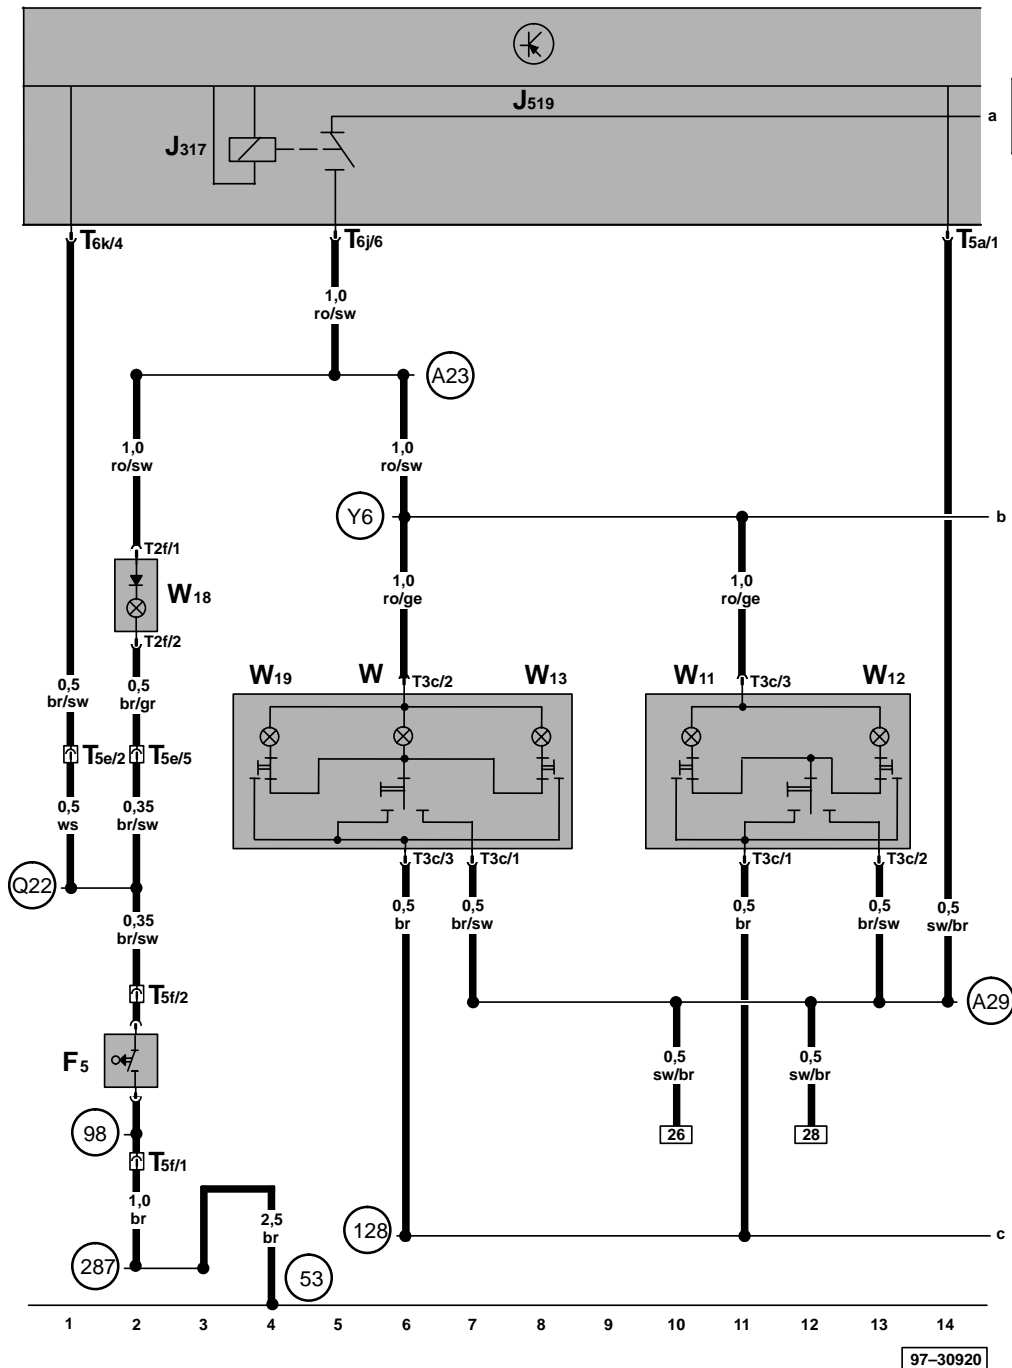 J519
a
J317
T6k/4
T6j/6
T5a/1
1,0
ro/sw
A23
1,0
ro/sw
1,0
ro/sw
Y6
b
T2f/1
W18
T2f/2
1,0
ro/ge
1,0
ro/ge
W19
W
T3c/2
W13
W11
T3c/3
W12
0,5
br/sw
0,5
br/gr
T5e/2
T5e/5
0,5
ws
0,35
br/sw
T3c/3
T3c/1
T3c/1
T3c/2
Q22
0,35
br/sw
0,5
br
0,5
br/sw
0,5
br
0,5
br/sw
0,5
sw/br
T5f/2
A29
F5
0,5
sw/br
0,5
sw/br
98
26
28
T5f/1
1,0
br
2,5
br
128
c
287
53
1 2 3 4 5 6 7 8 9 10 11 12 13 14
97–30920